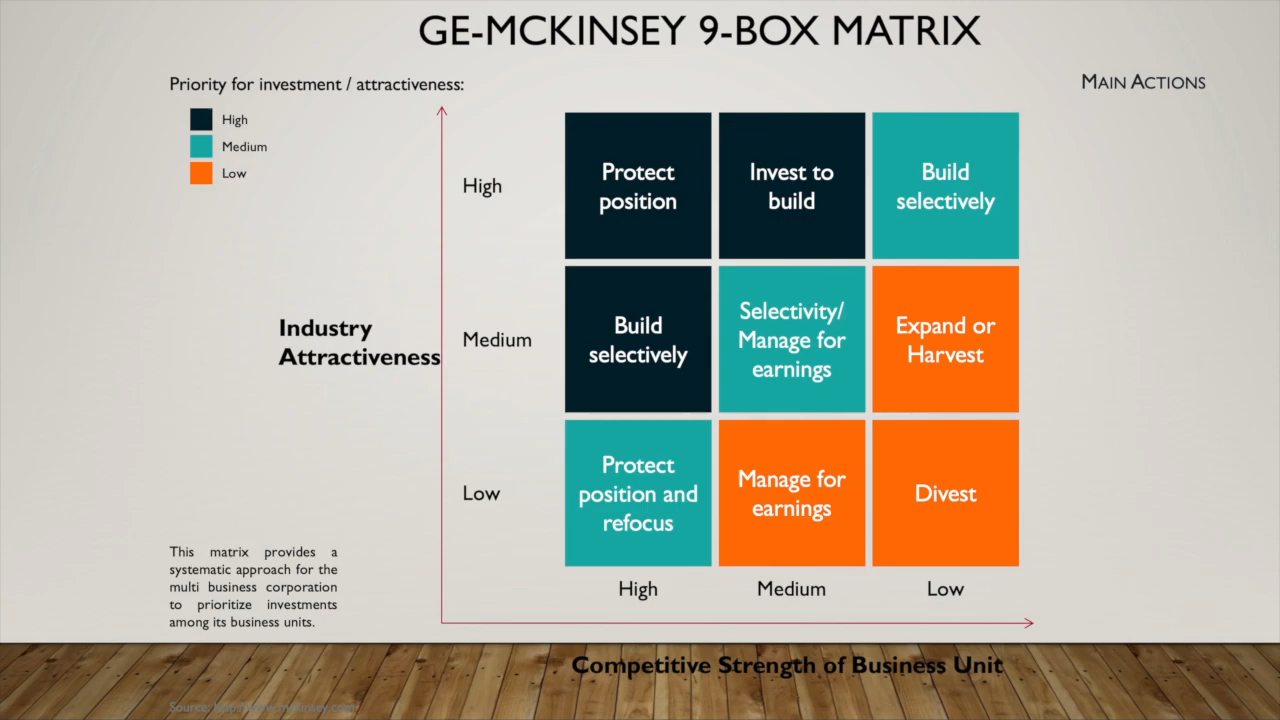 GE-MCKINSEY 9-BOX MATRIX
Priority for investment / attractiveness:
MAIN ACTIONS
High
Medium
Low
Industry
Attractiveness
High
Protect
position
Invest to
build
Build
selectively
Medium
Build
selectively
Selectivity/
Manage for
earnings
Expand or
Harvest
Low
Protect
position and
refocus
Manage for
earnings
Divest
High
Medium
Low
This matrix provides a
systematic approach for the
multi business corporation
to prioritize investments
among its business units.
Competitive Strength of Business Unit
Source: